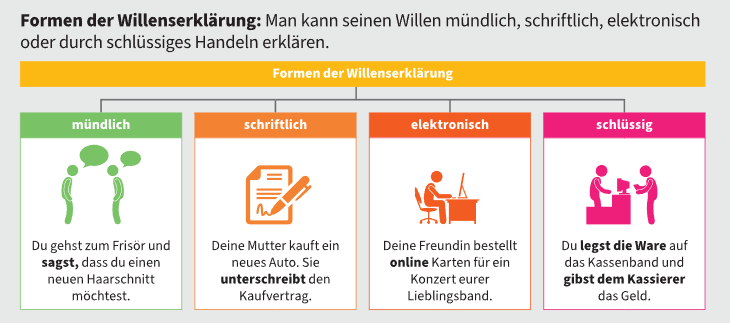 Formen der Willenserklärung: Man kann seinen Willen mündlich, schriftlich, elektronisch
oder durch schlüssiges Handeln erklären.
Formen der Willenserklärung
mündlich
Du gehst zum Frisör und
sagst, dass du einen
neuen Haarschnitt
möchtest.
schriftlich
Deine Mutter kauft ein
neues Auto. Sie
unterschreibt den
Kaufvertrag.
elektronisch
Deine Freundin bestellt
online Karten für ein
Konzert eurer
Lieblingsband.
schlüssig
Du legst die Ware auf
das Kassenband und
gibst dem Kassierer
das Geld.